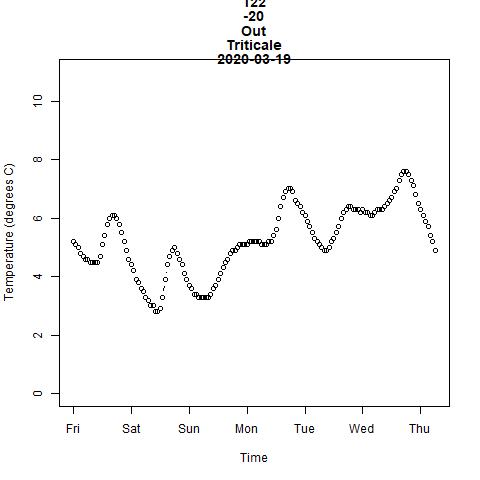 122
-20
Out
Triticale
2020-03-19
Temperature (degrees C)
10
8
6
4
2
0
Fri Sat Sun Mon Tue Wed Thu
Time